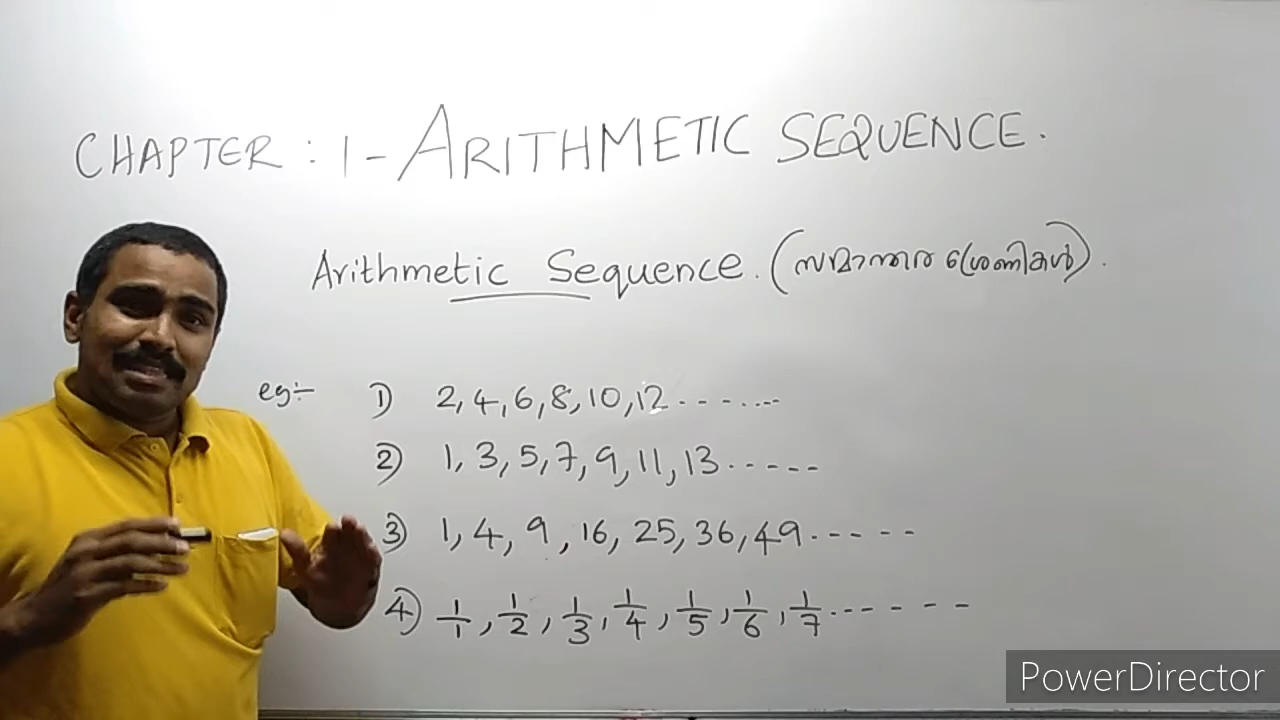 CHAPTER : 1 - ARITHMETIC SEQUENCE.
Arithmetic Sequence. (സമാന്തര ശ്രേണികൾ).
eg:- 1) 2, 4, 6, 8, 10, 12.......
2) 1, 3, 5, 7, 9, 11, 13.....
3) 1, 4, 9, 16, 25, 36, 49.....
4) 1/1, 1/2, 1/3, 1/4, 1/5, 1/6, 1/7......
PowerDirector